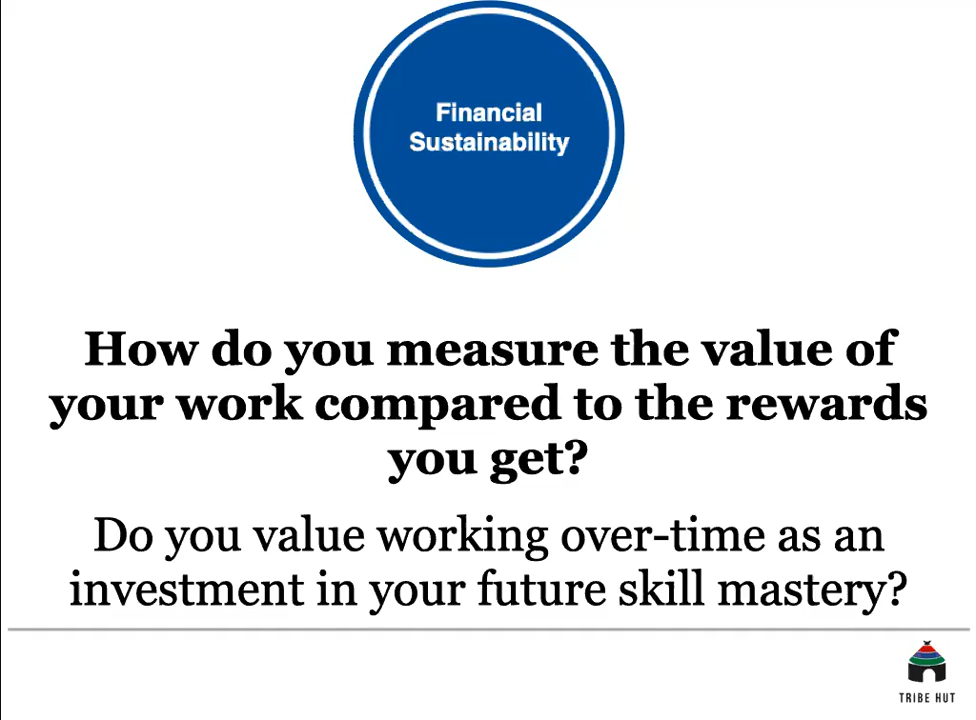 Financial
Sustainability
How do you measure the value of
your work compared to the rewards
you get?
Do you value working over-time as an
investment in your future skill mastery?
TRIBE HUT